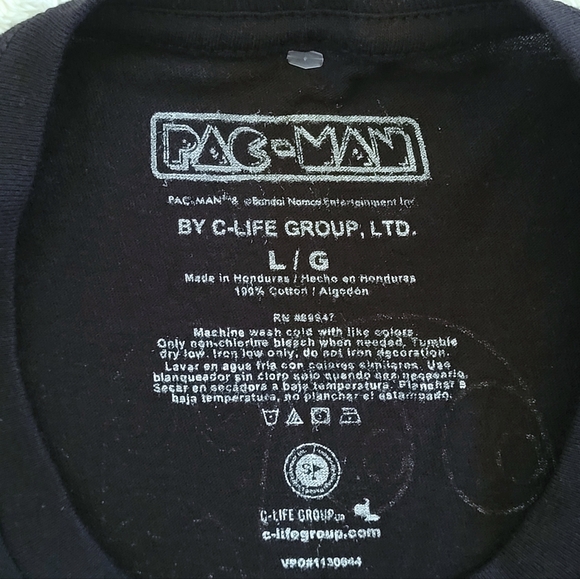 PAC-MAN
PAC-MAN™& ©Bandai Namco Entertainment Inc.
BY C-LIFE GROUP, LTD.
L / G
Made in Honduras / Hecho en Honduras
100% Cotton / Algodón
RN #89847
Machine wash cold with like colors.
Only non-chlorine bleach when needed. Tumble
dry low. Iron low only, do not iron decoration.
Lavar en agua fria con colores similares. Use
blanqueador sin cloro solo quando una necesario.
Secar en secadora a baja temperatura. Planchar a
baja temperatura, no planchar el estampado.
C-LIFE GROUP
c-lifegroup.com
VPO#1130644